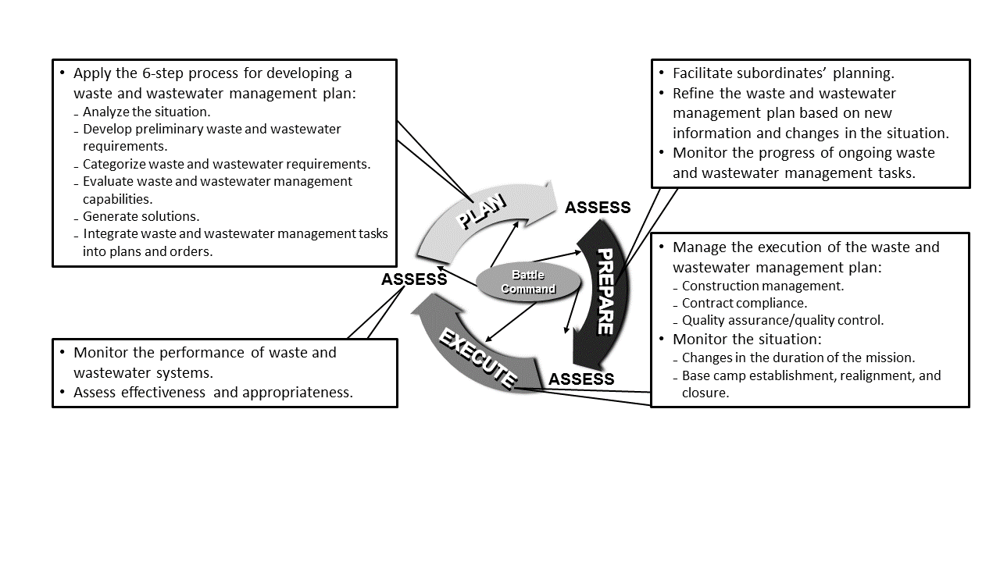 • Apply the 6-step process for developing a
waste and wastewater management plan:
– Analyze the situation.
– Develop preliminary waste and wastewater
requirements.
– Categorize waste and wastewater requirements.
– Evaluate waste and wastewater management
capabilities.
– Generate solutions.
– Integrate waste and wastewater management tasks
into plans and orders.
• Facilitate subordinates’ planning.
• Refine the waste and wastewater
management plan based on new
information and changes in the situation.
• Monitor the progress of ongoing waste
and wastewater management tasks.
PLAN
ASSESS
PREPARE
ASSESS
EXECUTE
ASSESS
Battle
Command
• Manage the execution of the waste and
wastewater management plan:
– Construction management.
– Contract compliance.
– Quality assurance/quality control.
• Monitor the situation:
– Changes in the duration of the mission.
– Base camp establishment, realignment, and
closure.
• Monitor the performance of waste and
wastewater systems.
• Assess effectiveness and appropriateness.